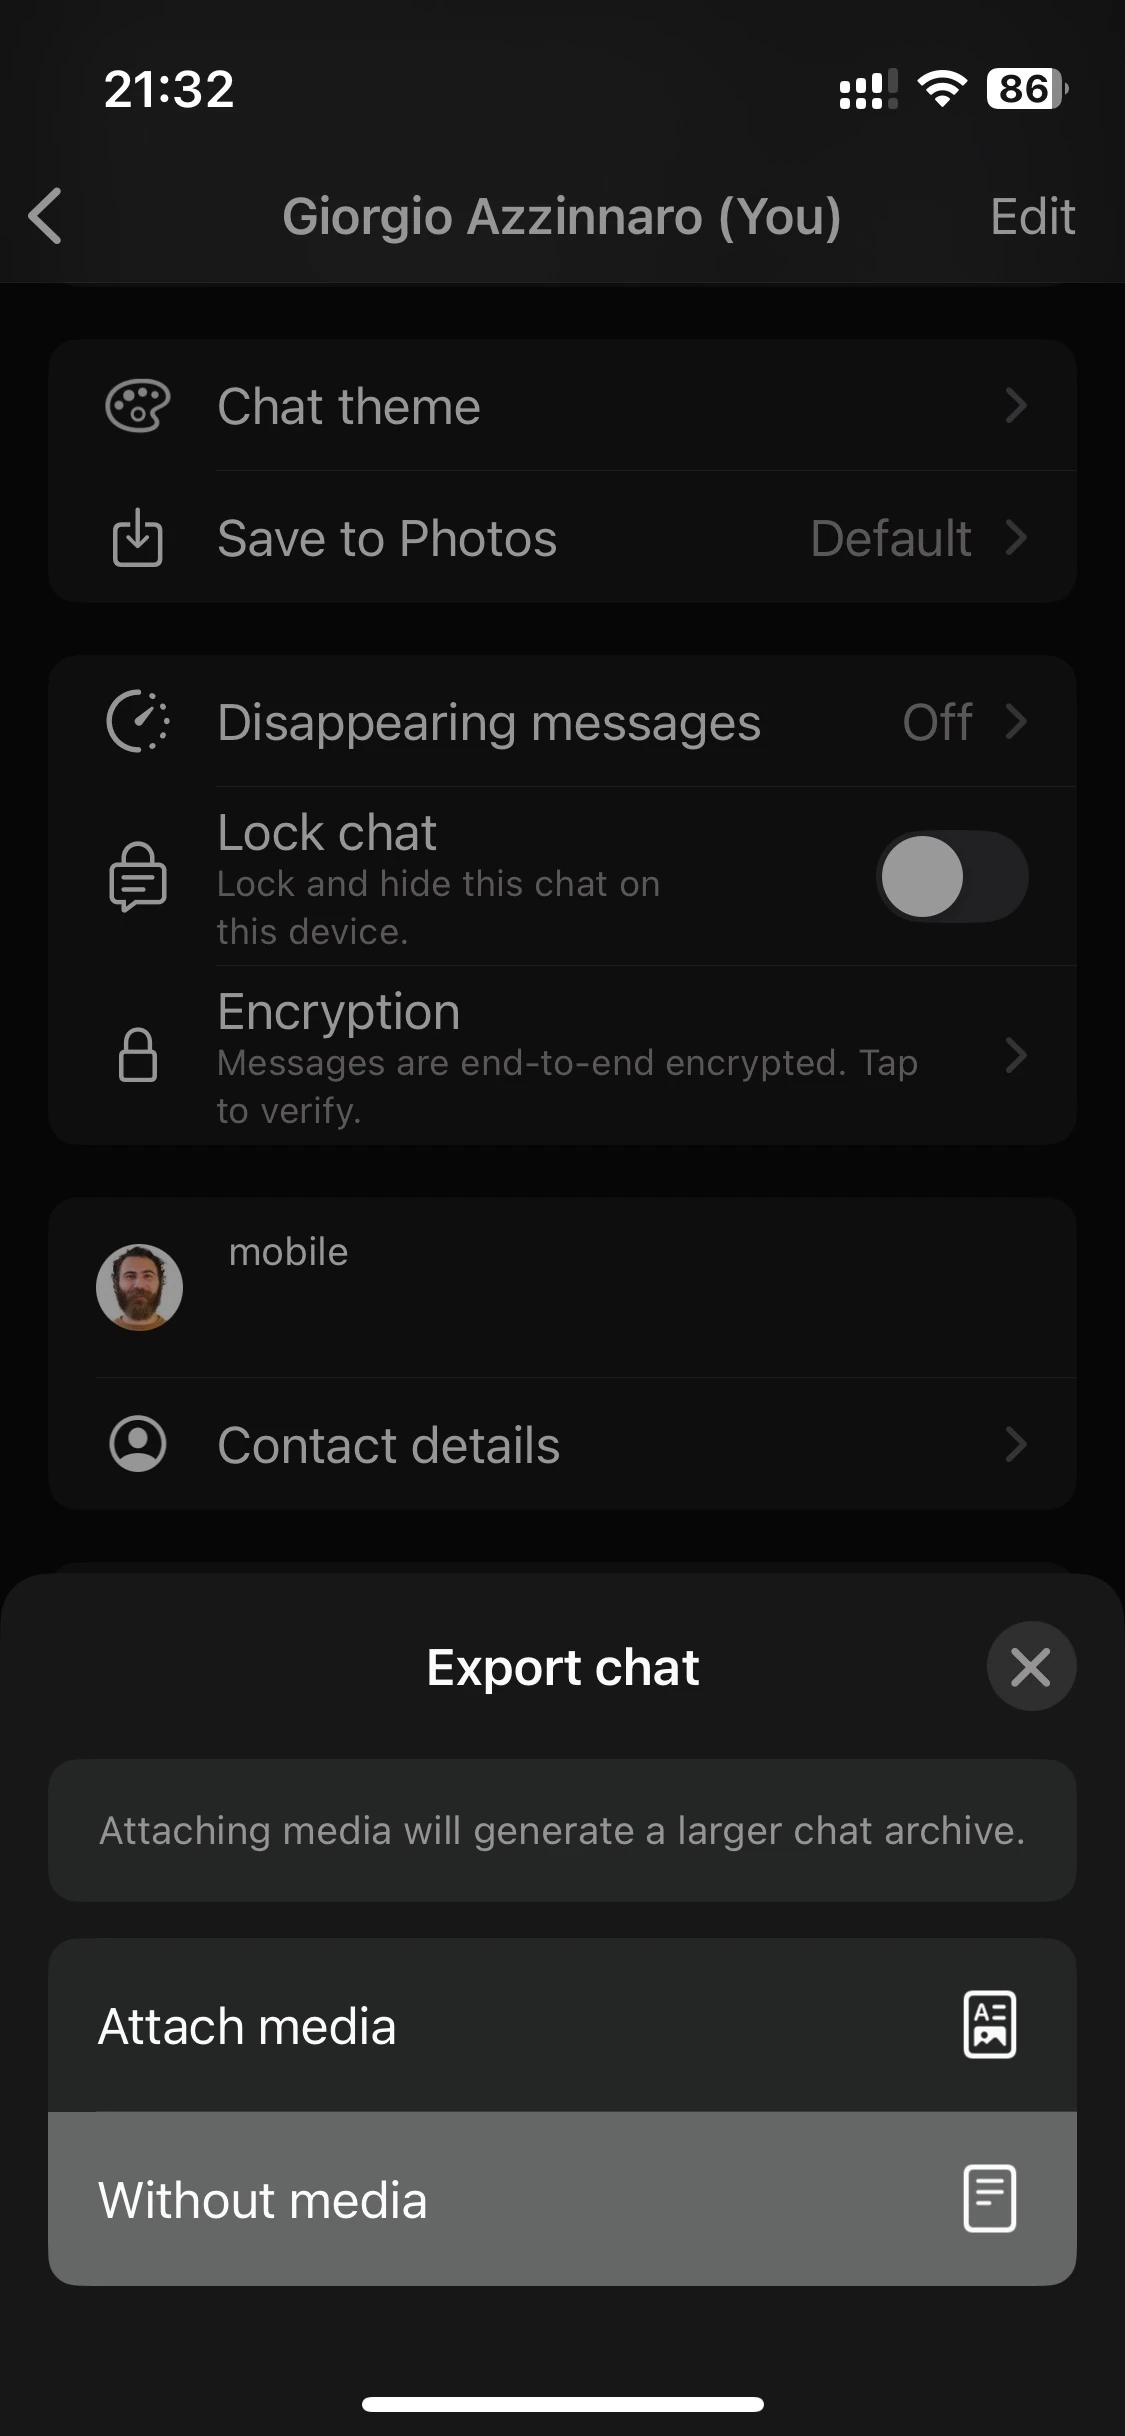 21:32
86
Giorgio Azzinnaro (You)
Edit
Chat theme
Save to Photos
Default
Disappearing messages
Off
Lock chat
Lock and hide this chat on
this device.
Encryption
Messages are end-to-end encrypted. Tap
to verify.
mobile
Contact details
Export chat
Attaching media will generate a larger chat archive.
Attach media
Without media